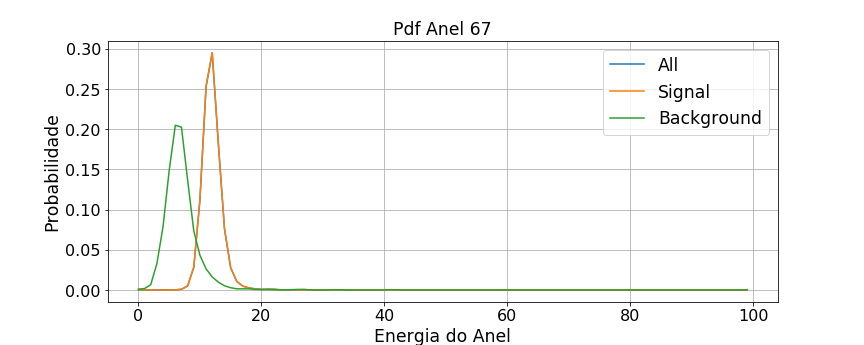 Pdf Anel 67
0.30
0.25
0.20
0.15
0.10
0.05
0.00
Probabilidade
All
Signal
Background
0 20 40 60 80 100
Energia do Anel